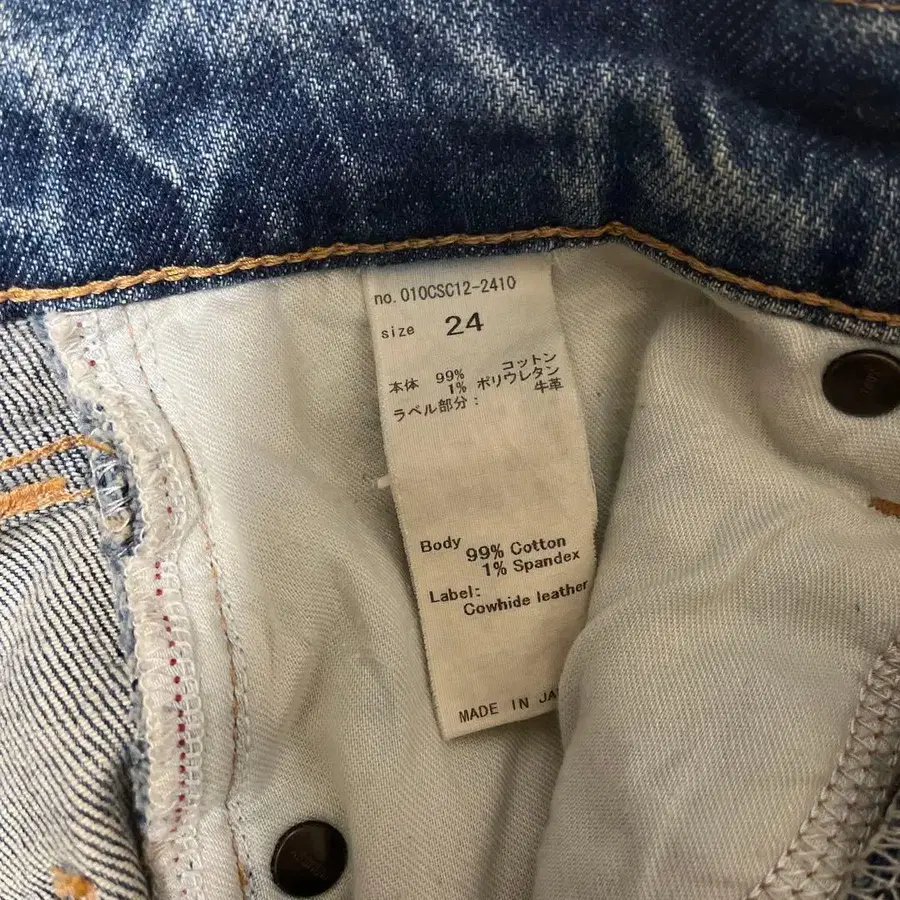 no. 010CSC12-2410
size 24
本体 99% コットン
1% ポリウレタン
ラベル部分: 牛革
Body 99% Cotton
1% Spandex
Label:
Cowhide leather
MADE IN